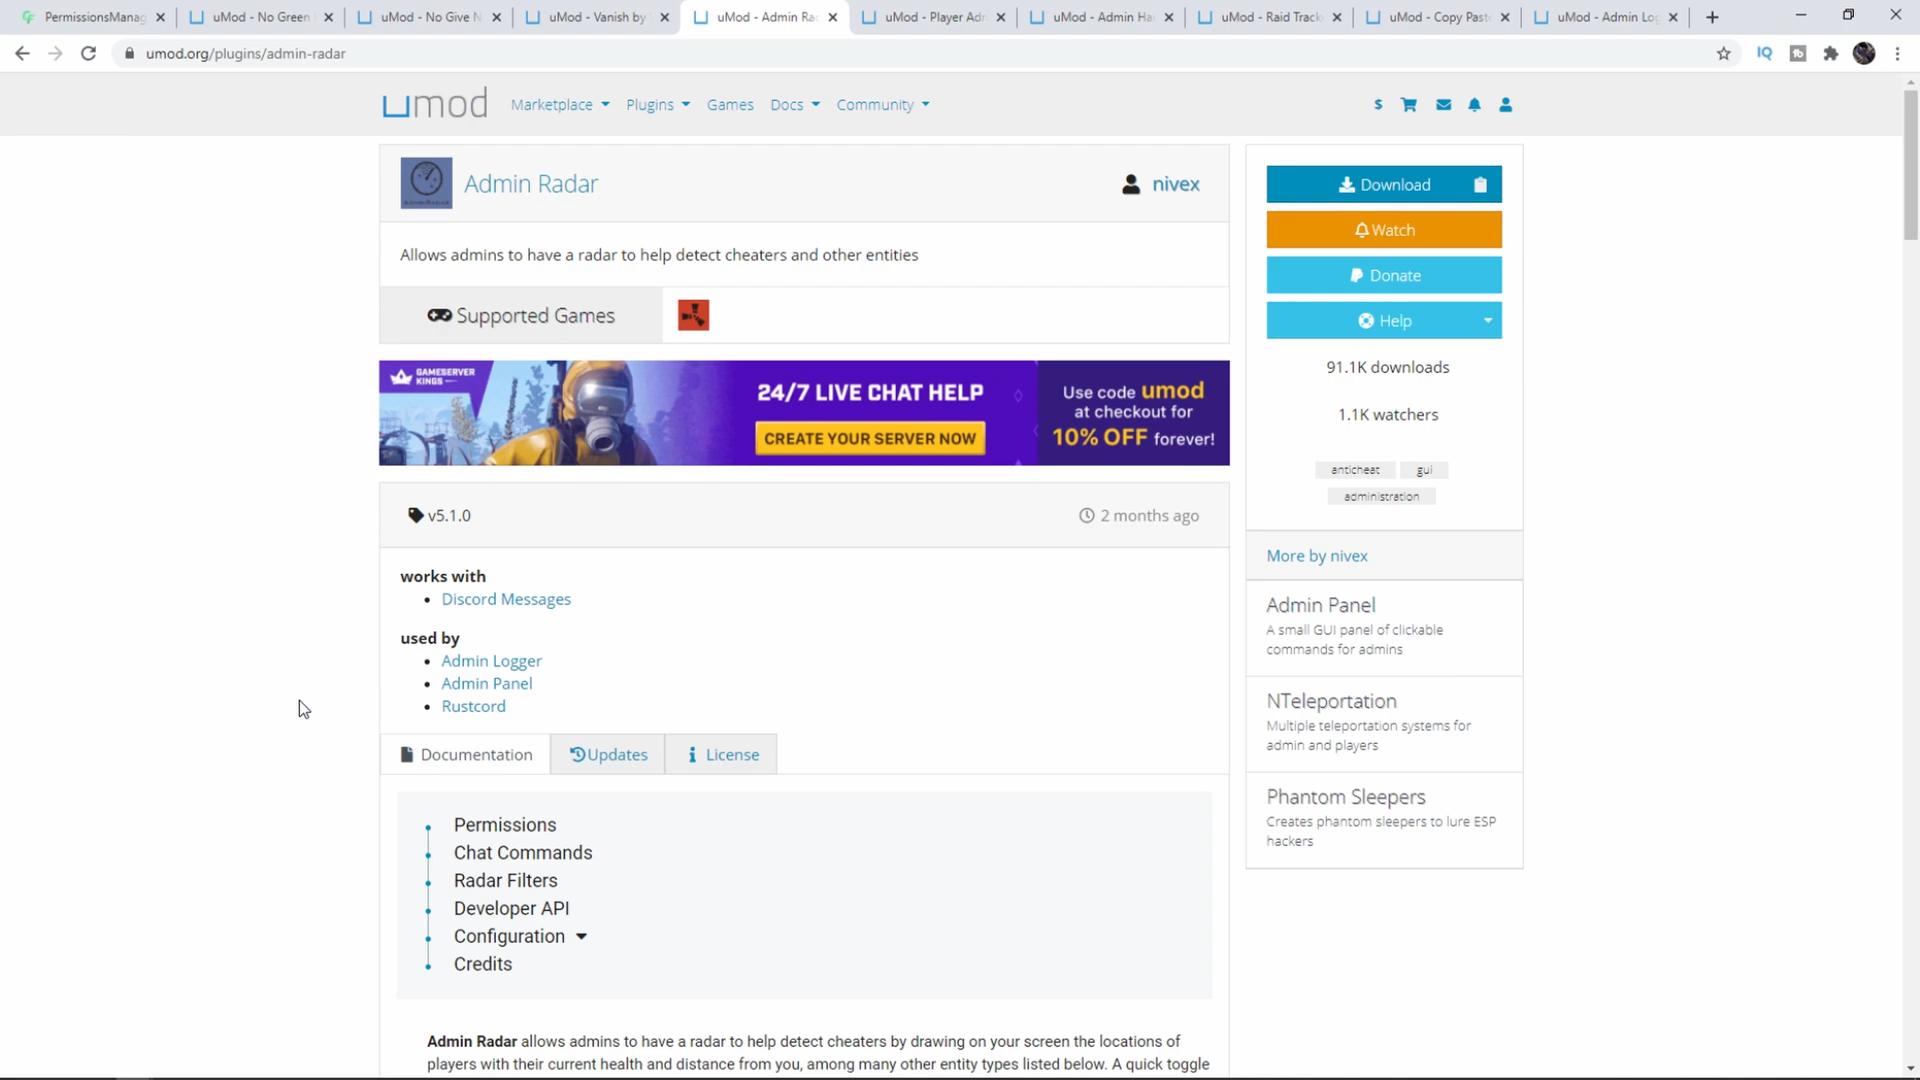 PermissionsManag
uMod - No Green
uMod - No Give N
uMod - Vanish by
uMod - Admin Ra
uMod - Player Adr
uMod - Admin Ha
uMod - Raid Track
uMod - Copy Paste
uMod - Admin Log
umod.org/plugins/admin-radar
IQ
umod
Marketplace
Plugins
Games
Docs
Community
$
Admin Radar
nivex
Allows admins to have a radar to help detect cheaters and other entities
Supported Games
GAMESERVER
KINGS
24/7 LIVE CHAT HELP
CREATE YOUR SERVER NOW
Use code umod
at checkout for
10% OFF forever!
v5.1.0
2 months ago
works with
• Discord Messages
used by
• Admin Logger
• Admin Panel
• Rustcord
Documentation
Updates
License
Permissions
Chat Commands
Radar Filters
Developer API
Configuration
Credits
Admin Radar allows admins to have a radar to help detect cheaters by drawing on your screen the locations of
players with their current health and distance from you, among many other entity types listed below. A quick toggle
Download
Watch
Donate
Help
91.1K downloads
1.1K watchers
anticheat
gui
administration
More by nivex
Admin Panel
A small GUI panel of clickable
commands for admins
NTeleportation
Multiple teleportation systems for
admin and players
Phantom Sleepers
Creates phantom sleepers to lure ESP
hackers